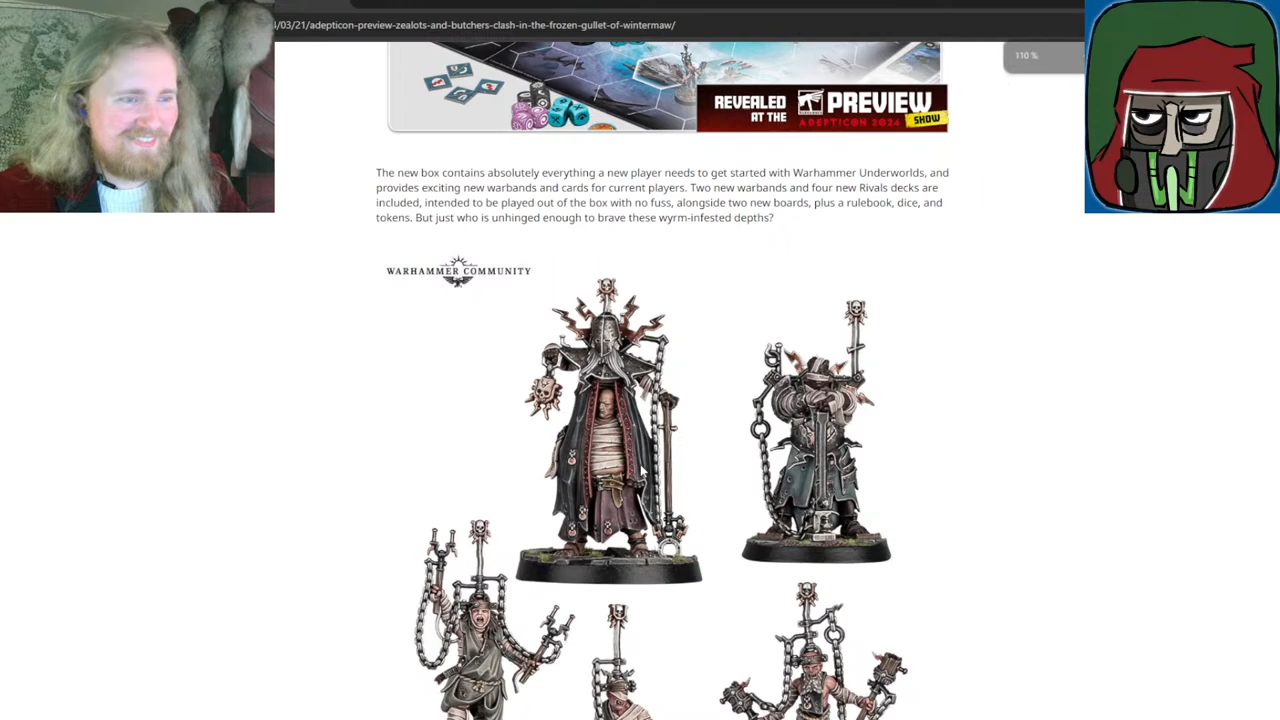 4/03/21/adepticon-preview-zealots-and-butchers-clash-in-the-frozen-gullet-of-wintermaw/
110 %
REVEALED
AT THE
PREVIEW
ADEPTICON 2024
SHOW
The new box contains absolutely everything a new player needs to get started with Warhammer Underworlds, and
provides exciting new warbands and cards for current players. Two new warbands and four new Rivals decks are
included, intended to be played out of the box with no fuss, alongside two new boards, plus a rulebook, dice, and
tokens. But just who is unhinged enough to brave these wyrm-infested depths?
WARHAMMER COMMUNITY